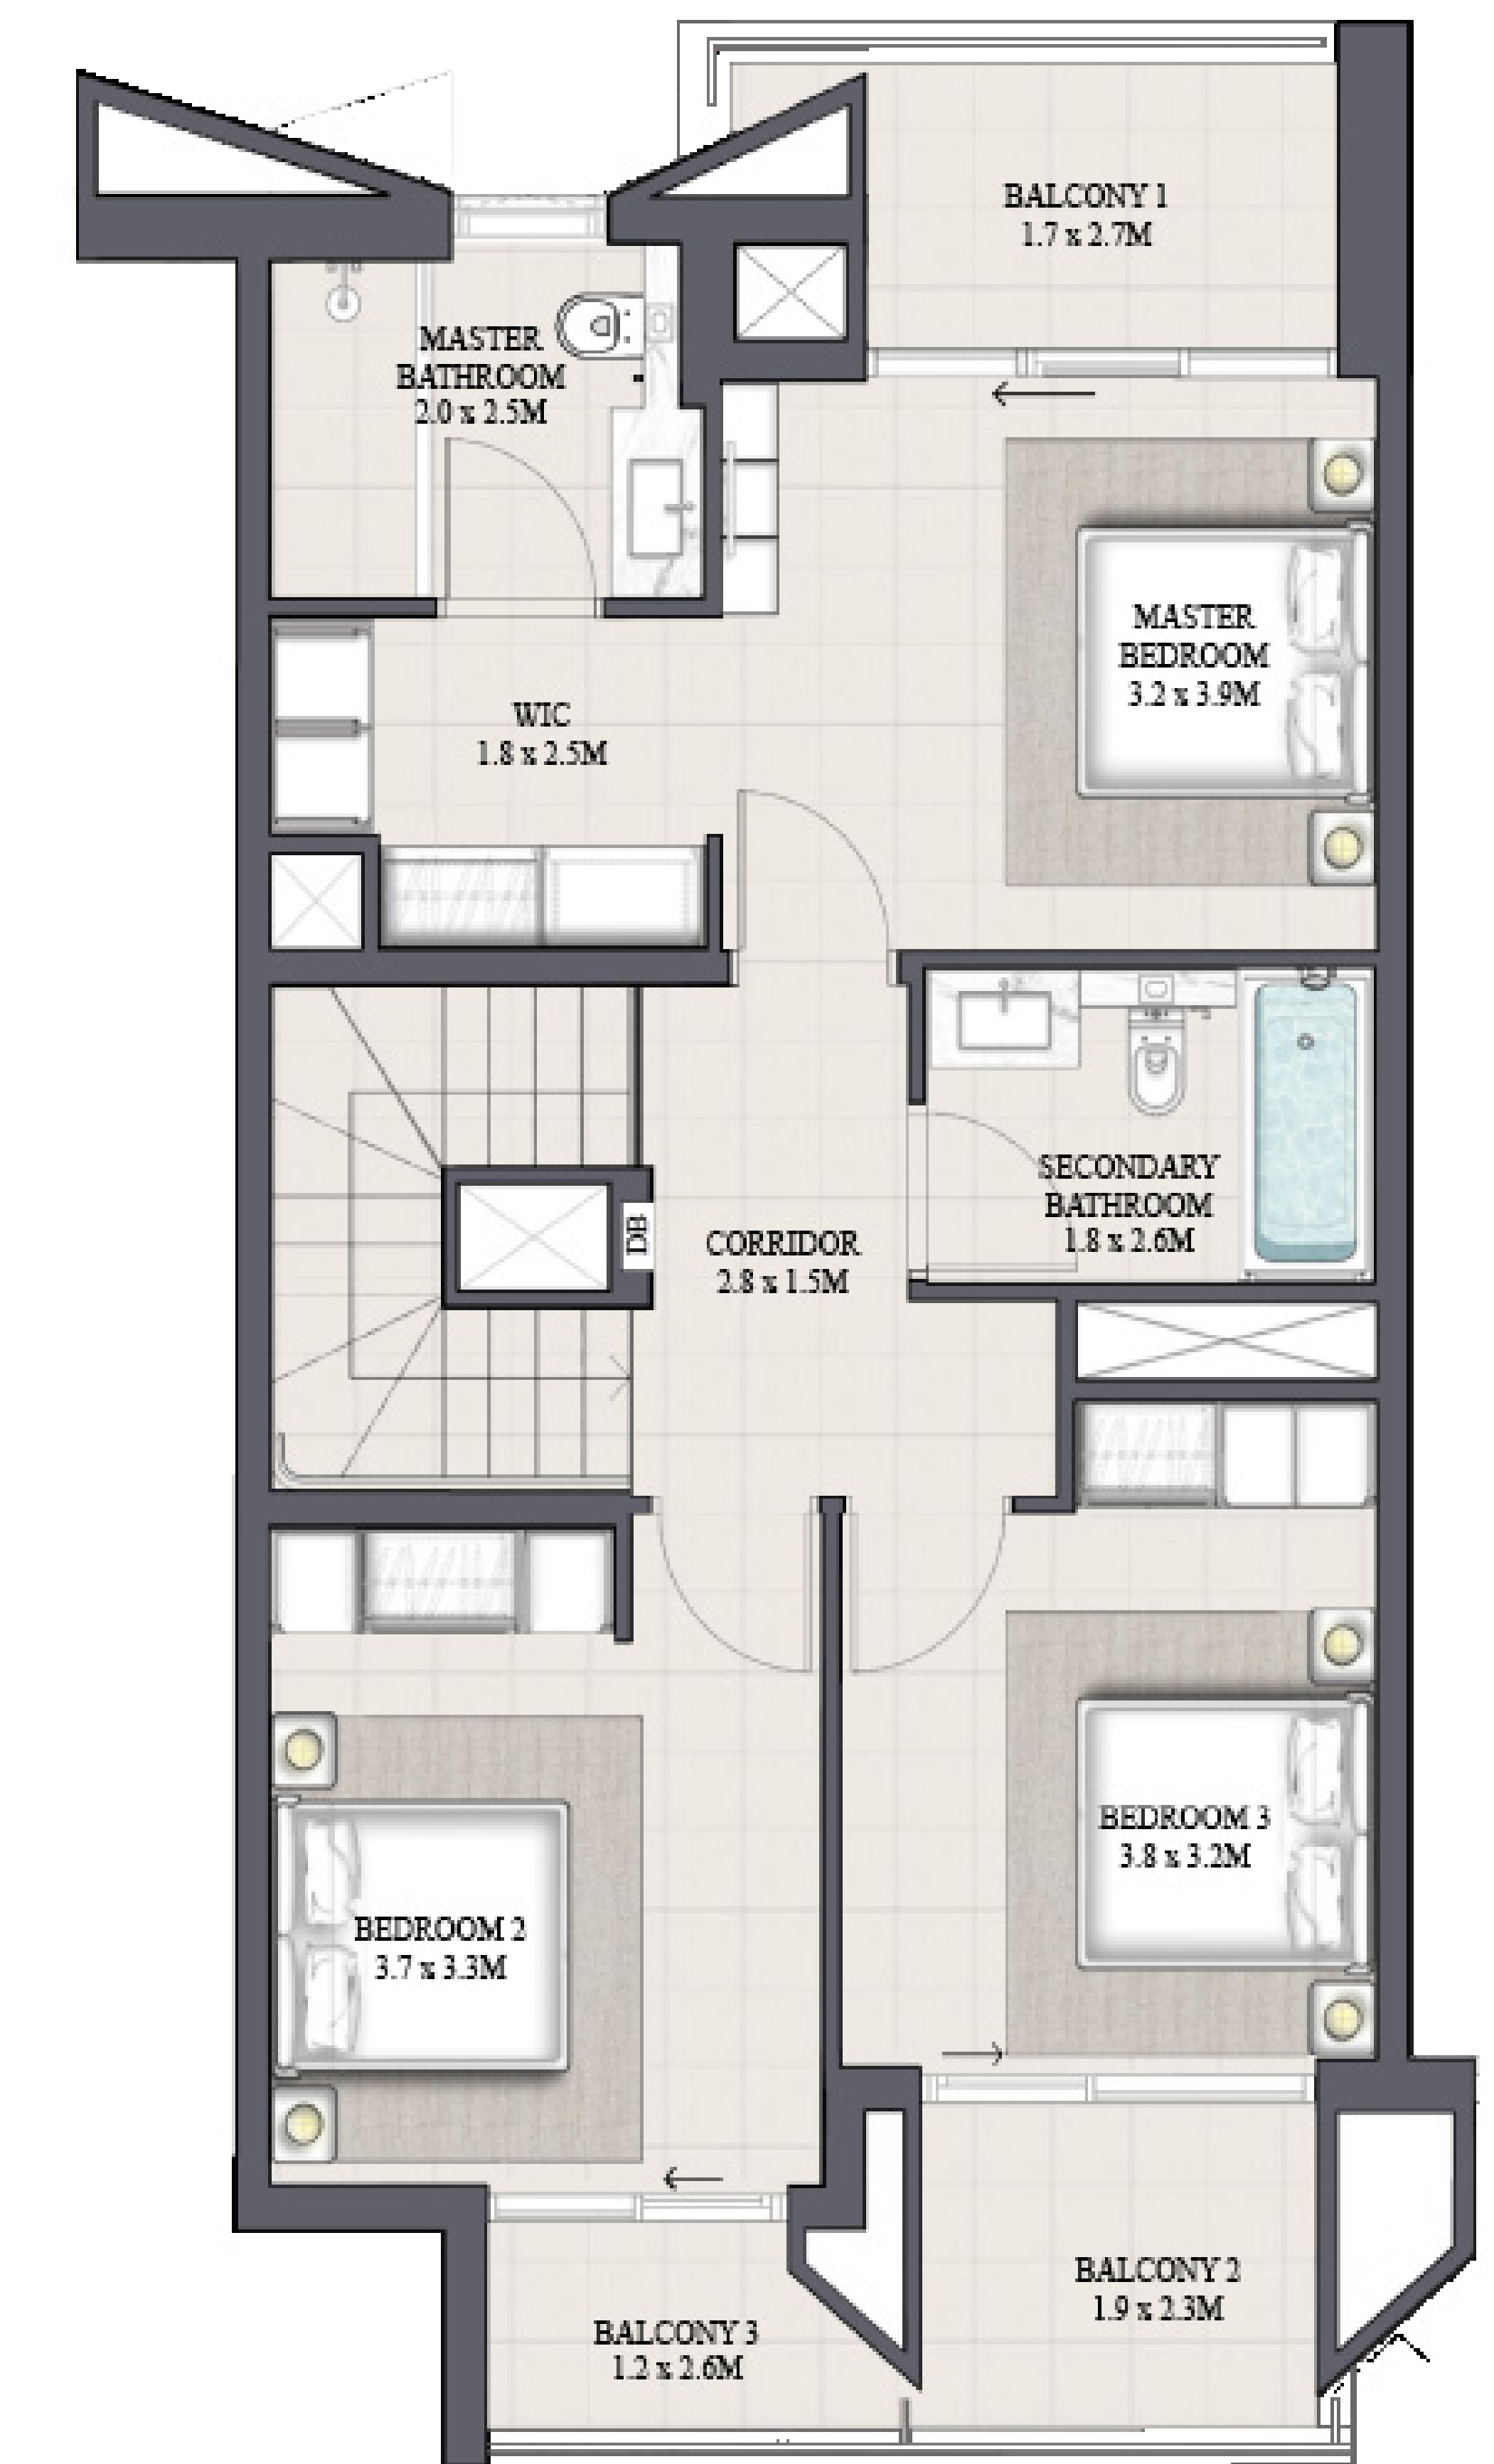 BALCONY 1
1.7 x 2.7M
MASTER
BATHROOM
2.0 x 2.5M
MASTER
BEDROOM
3.2 x 3.9M
WIC
1.8 x 2.5M
SECONDARY
BATHROOM
1.8 x 2.6M
DB
CORRIDOR
2.8 x 1.5M
BEDROOM 3
3.8 x 3.2M
BEDROOM 2
3.7 x 3.3M
BALCONY 2
1.9 x 2.3M
BALCONY 3
1.2 x 2.6M